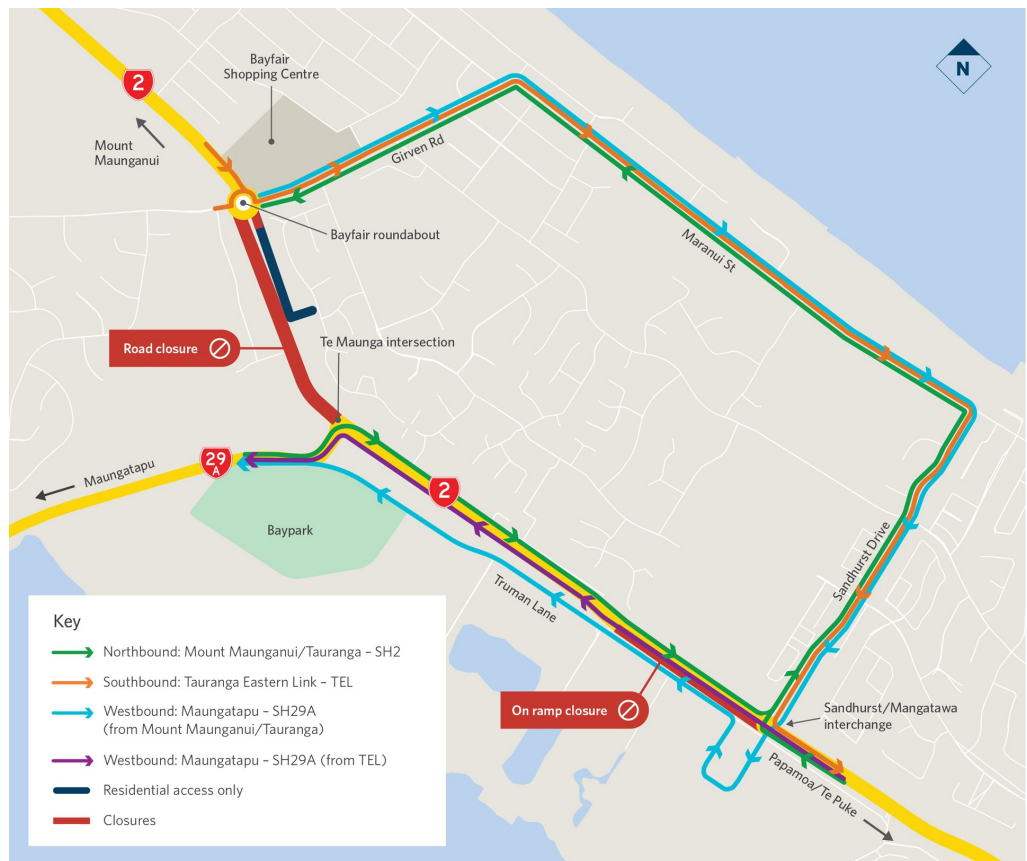 Bayfair
Shopping Centre
N
2
Mount
Maunganui
Girven Rd
Bayfair roundabout
Maranui St
Te Maunga intersection
Road closure
29
A
Maungatapu
2
Baypark
Sandhurst Drive
Truman Lane
On ramp closure
Sandhurst/Mangatawa
interchange
Papamoa/Te Puke
Key
Northbound: Mount Maunganui/Tauranga – SH2
Southbound: Tauranga Eastern Link – TEL
Westbound: Maungatapu – SH29A
(from Mount Maunganui/Tauranga)
Westbound: Maungatapu – SH29A (from TEL)
Residential access only
Closures